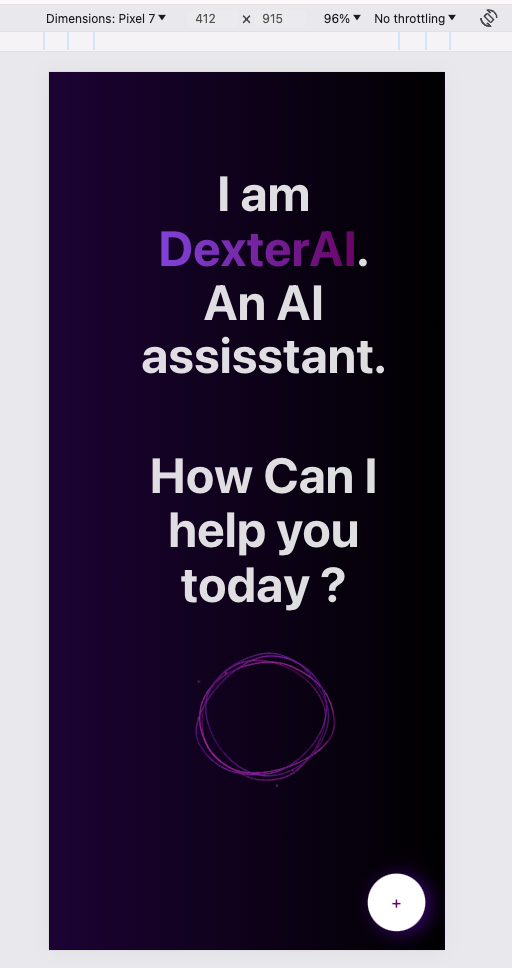 Dimensions: Pixel 7 412 × 915 96% No throttling
I am
DexterAI.
An AI
assisstant.
How Can I
help you
today ?
+